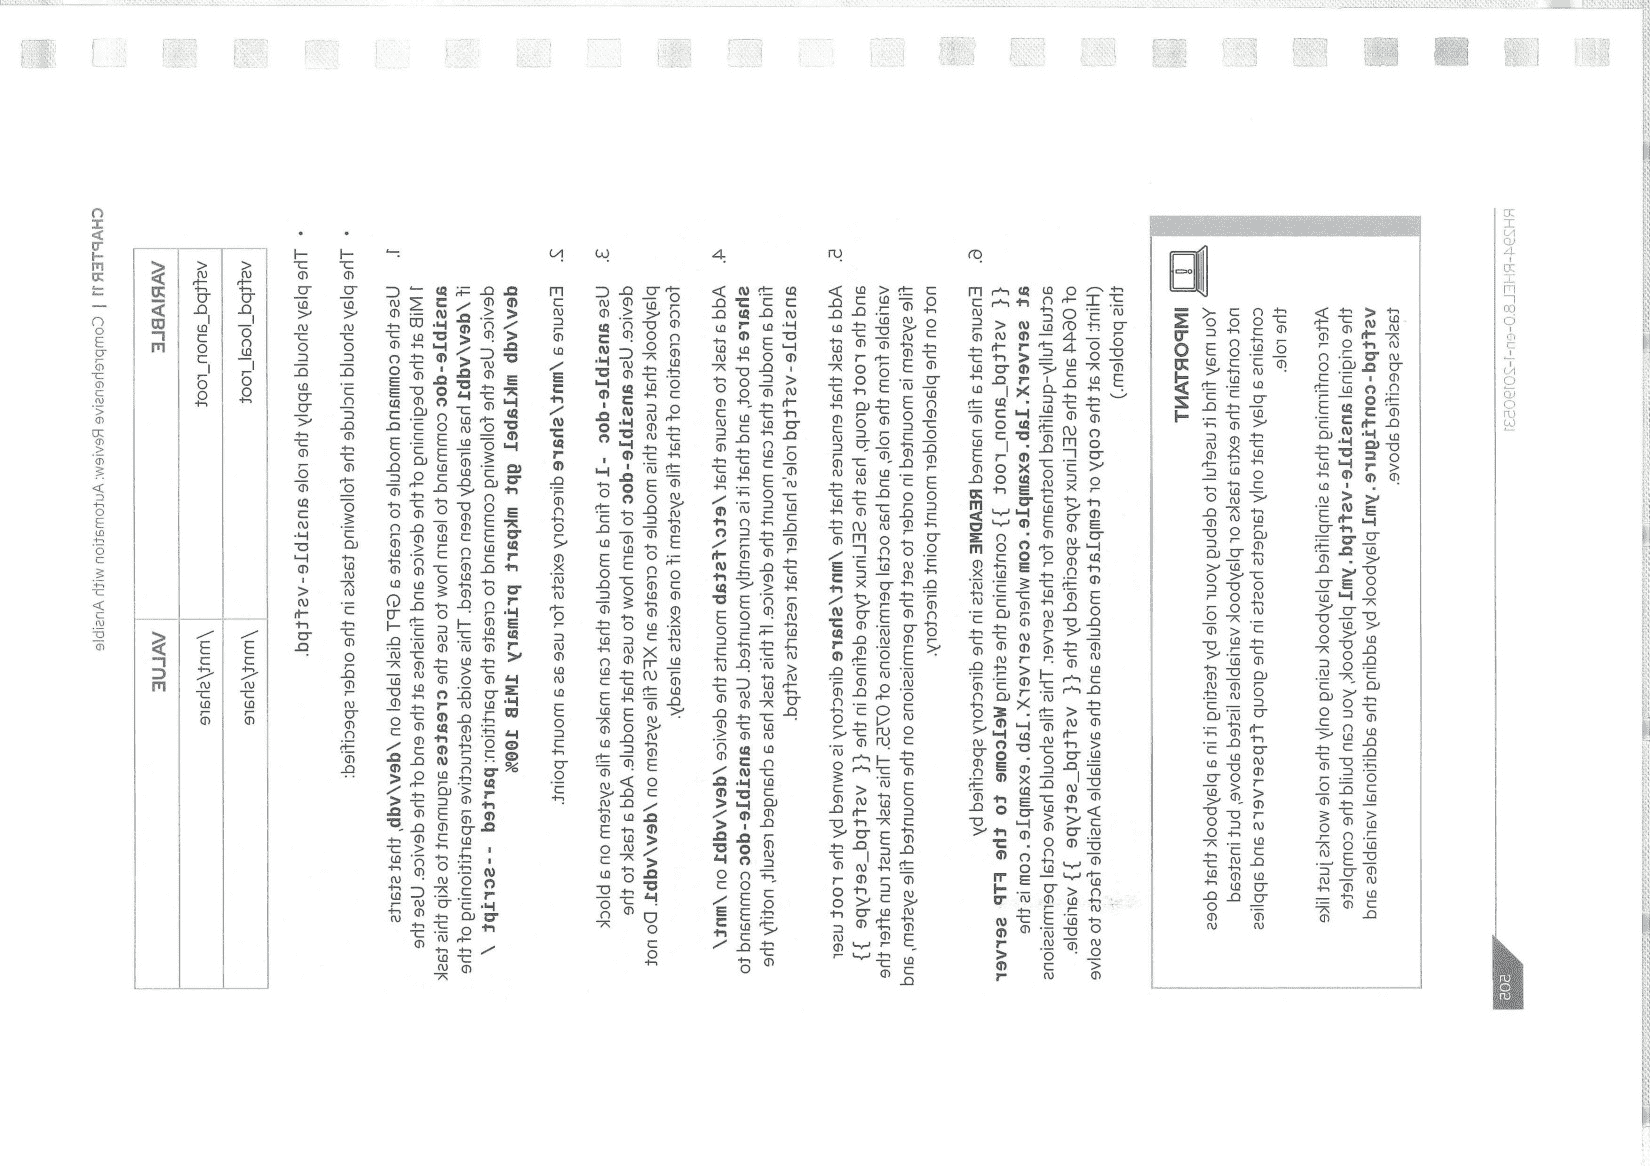 CHAPTER 11 | Comprehensive Review: Automation with Ansible
VARIABLE VALUE
vsftpd_anon_root /mnt/share
vsftpd_local_root /mnt/share
• The play should apply the role ansible-vsftpd.
• The play should include the following tasks in the order specified:
1. Use the command module to create a GPT disk label on /dev/vdb, that starts
1 MiB at the beginning of the device and finishes at the end of the device. Use the
ansible-doc command to learn how to use the creates argument to skip this task
if /dev/vdb1 has already been created. This avoids destructive repartitioning of the
device. Use the following command to create the partition: parted --script \
dev/vdb mklabel gpt mkpart primary 1MiB 100%
2. Ensure a /mnt/share directory exists for use as a mount point.
3. Use ansible-doc -l to find a module that can make a file system on a block
device. Use ansible-doc to learn how to use that module. Add a task to the
playbook that uses this module to create an XFS file system on /dev/vdb1. Do not
force creation of that file system if one exists already.
4. Add a task to ensure that /etc/fstab mounts the device /dev/vdb1 on /mnt/
share at boot, and that it is currently mounted. Use the ansible-doc command to
find a module that can mount the device. If this task has a changed result, notify the
ansible-vsftpd role's handler that restarts vsftpd.
5. Add a task that ensures that the /mnt/share directory is owned by the root user
and the root group, has the SELinux type defined in the {{ vsftpd_setype }}
variable from the role, and has octal permissions of 0755. This task must run after the
file system is mounted in order to set the permissions on the mounted file system, and
not on the placeholder mount point directory.
6. Ensure that a file named README exists in the directory specified by
{{ vsftpd_anon_root }} containing the string Welcome to the FTP server
at serverX.lab.example.com where serverX.lab.example.com is the
actual fully-qualified hostname for that server. This file should have octal permissions
of 0644 and the SELinux type specified by the {{ vsftpd_setype }} variable.
(Hint: look at the copy or template modules and the available Ansible facts to solve
this problem.)
IMPORTANT
You may find it useful to debug your role by testing it in a playbook that does
not contain the extra tasks or playbook variables listed above, but instead
contains a play that only targets hosts in the group ftpservers and applies
the role.
After confirming that a simplified playbook using only the role works just like
the original ansible-vsftpd.yml playbook, you can build the complete
vsftpd-configure.yml playbook by adding the additional variables and
tasks specified above.
RH294-RHEL8.0-en-1-20190531
505